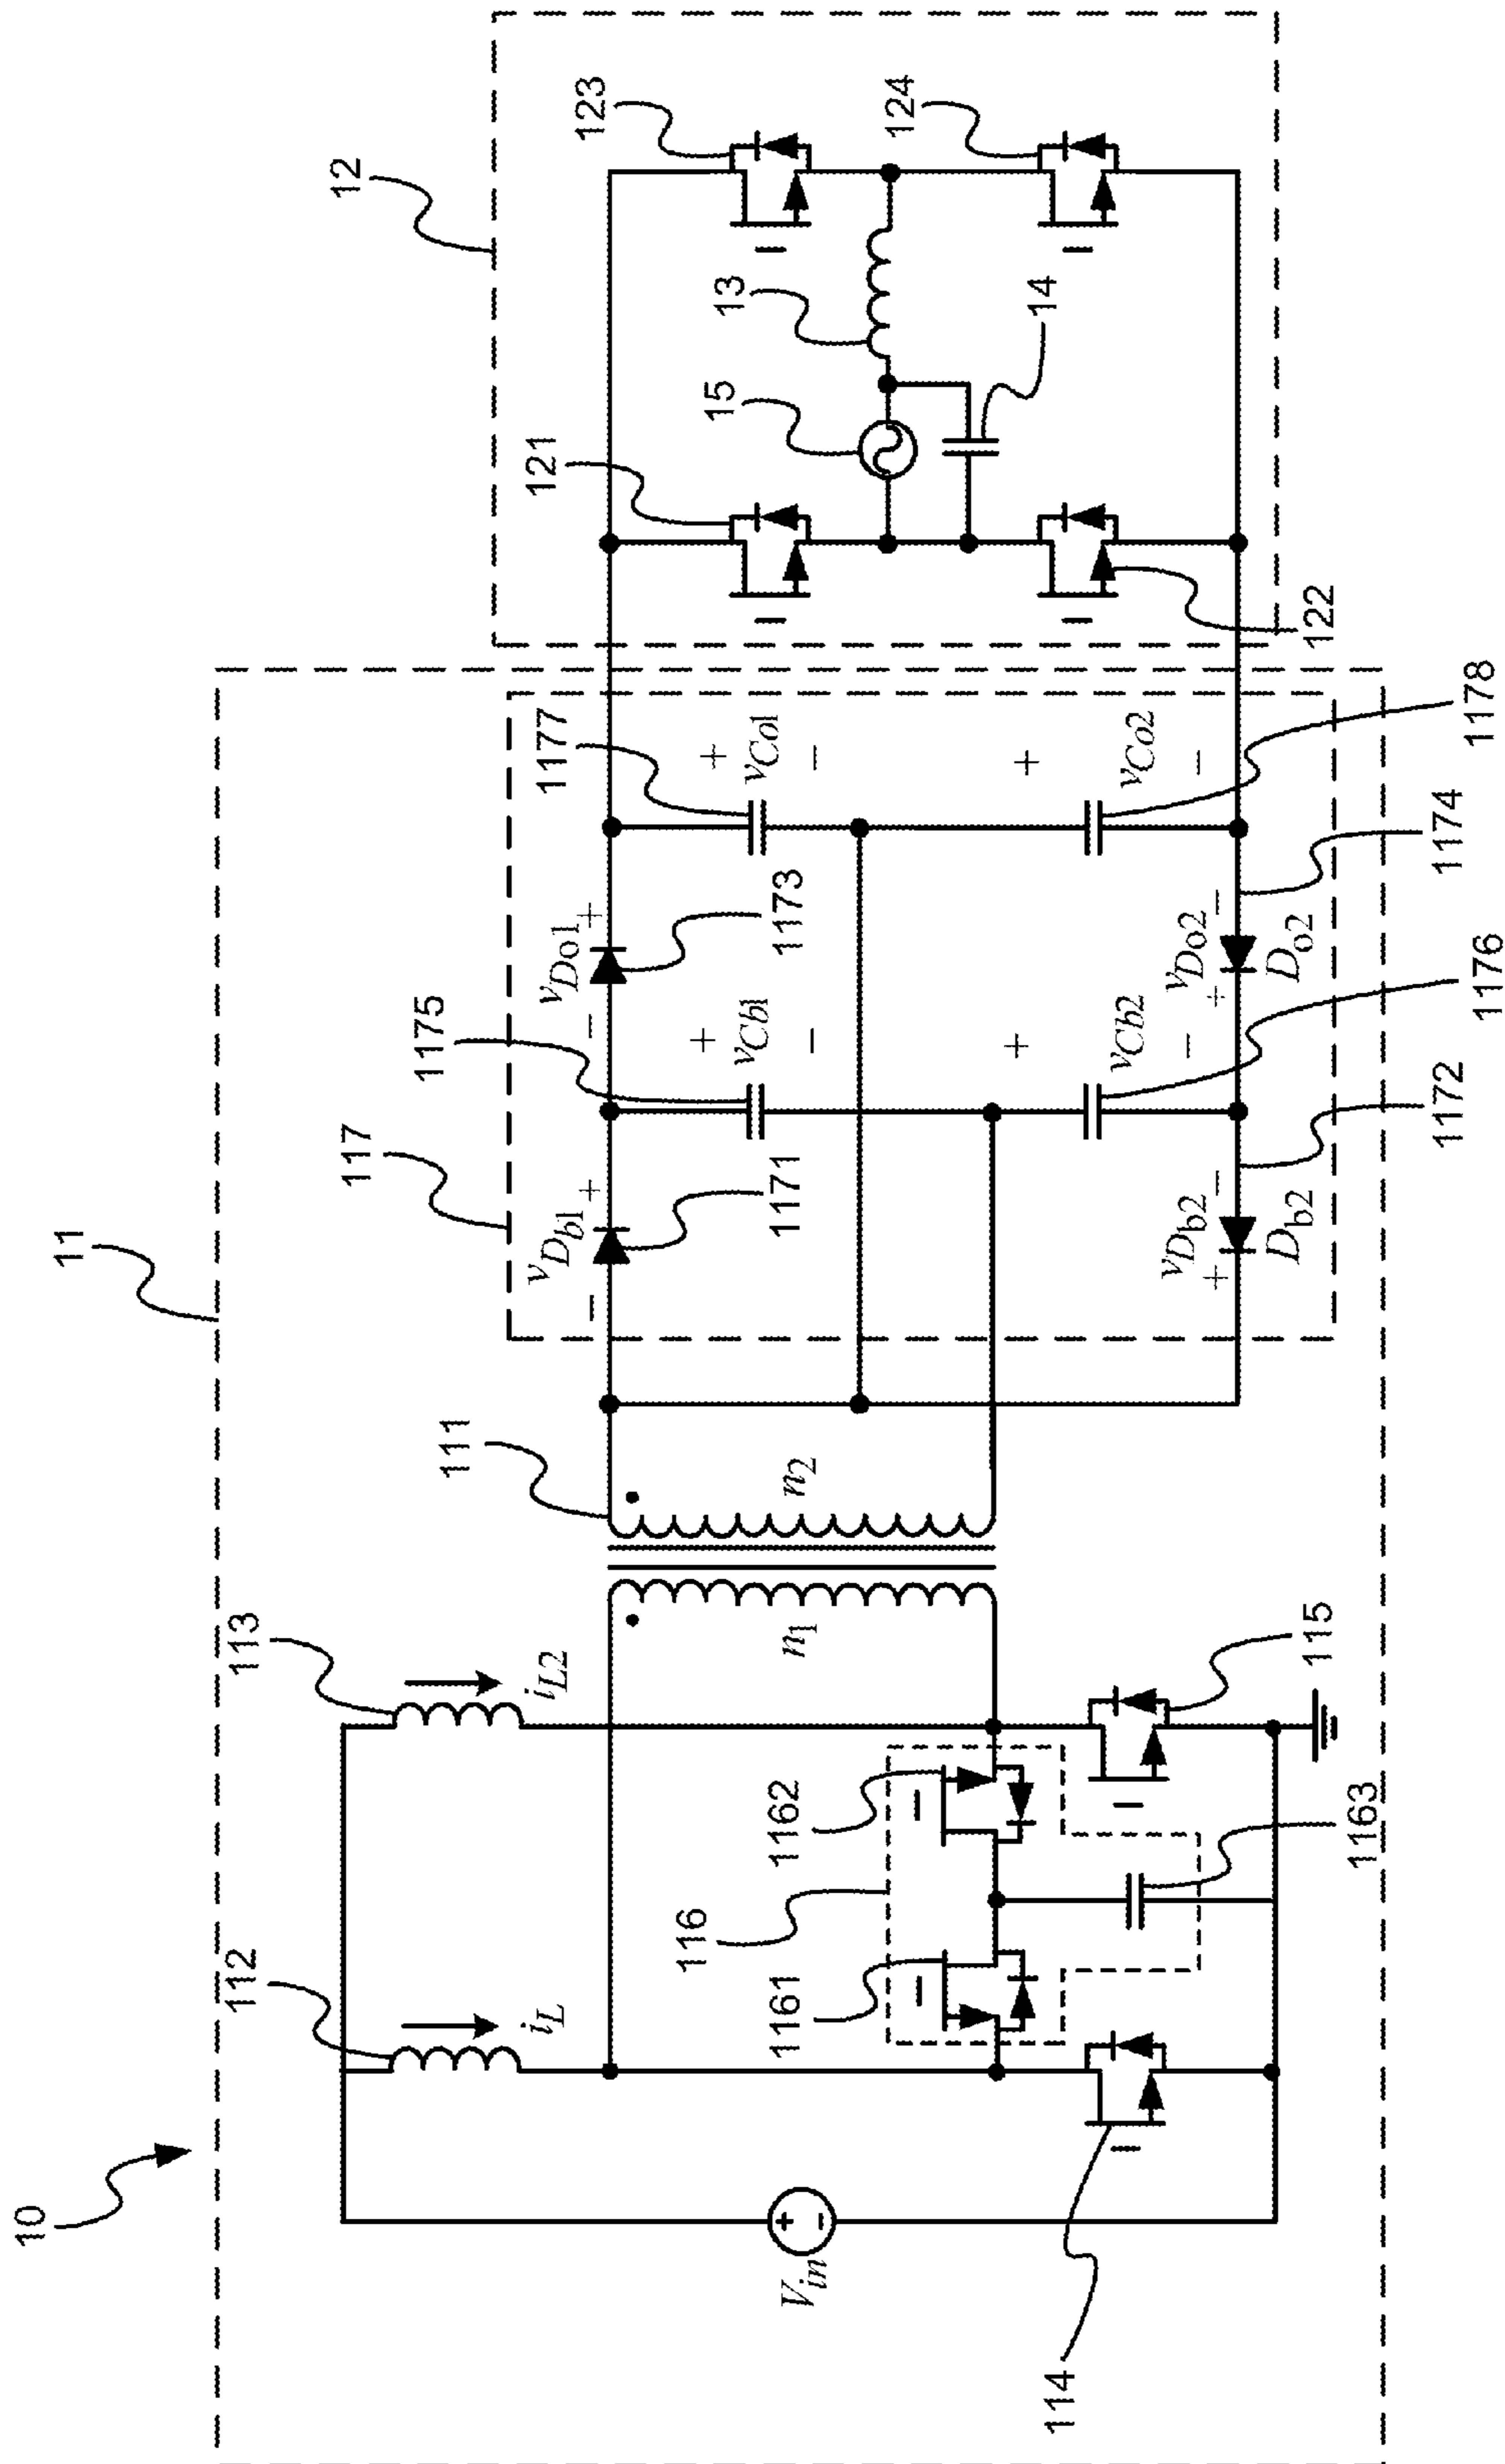 10
11
12
112
113
111
117
1175
1177
121
123
124
V_in
+
−
i_L
i_L2
n_1
n_2
116
1161
1162
1163
114
115
v_Db1
− +
1171
v_Do1
− +
1173
+
v_Cb1
−
+
v_Co1
−
+
v_Cb2
−
+
v_Co2
−
v_Db2
+ −
D_b2
v_Do2
+ −
D_o2
1172
1176
1174
1178
122
15
13
14